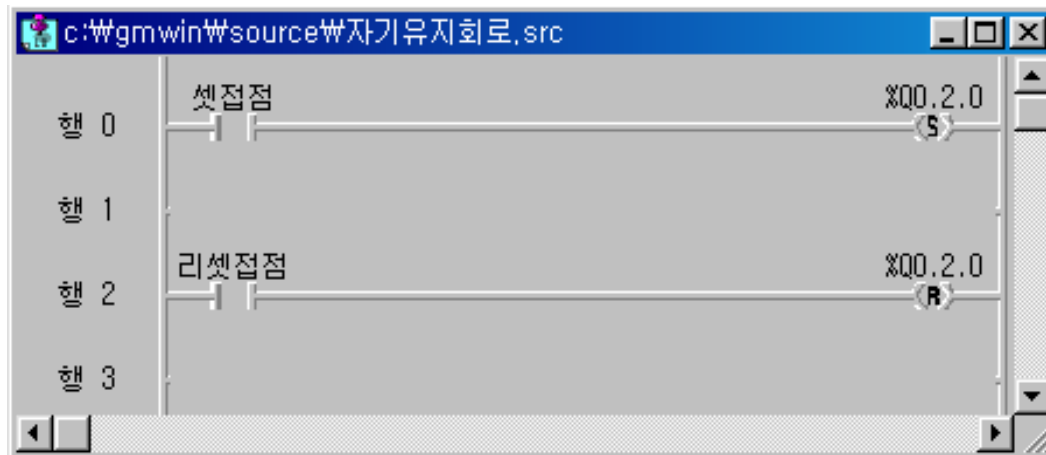 c:\gmwin\source\자기유지회로.src
셋접점 %Q0.2.0
행 0 (S)
행 1
리셋접점 %Q0.2.0
행 2 (R)
행 3